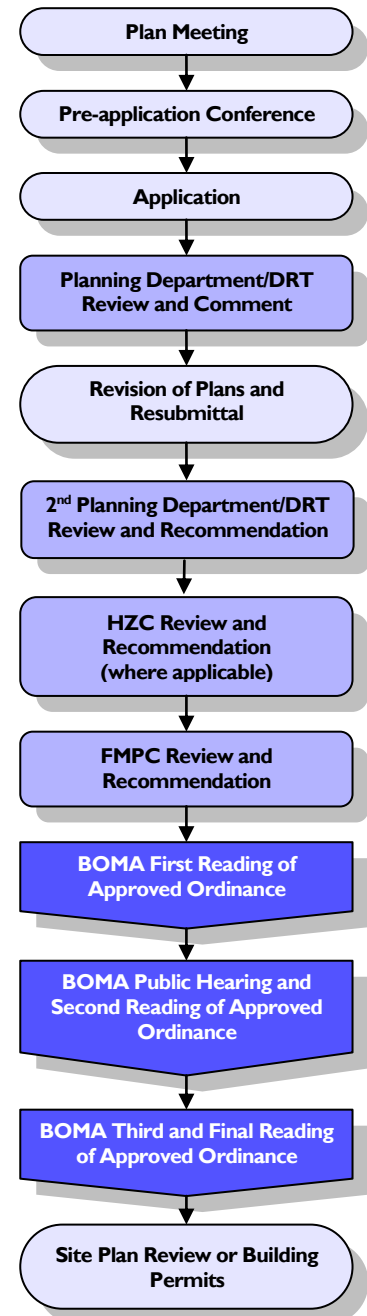 Plan Meeting
Pre-application Conference
Application
Planning Department/DRT
Review and Comment
Revision of Plans and
Resubmittal
2nd Planning Department/DRT
Review and Recommendation
HZC Review and
Recommendation
(where applicable)
FMPC Review and
Recommendation
BOMA First Reading of
Approved Ordinance
BOMA Public Hearing and
Second Reading of Approved
Ordinance
BOMA Third and Final Reading
of Approved Ordinance
Site Plan Review or Building
Permits